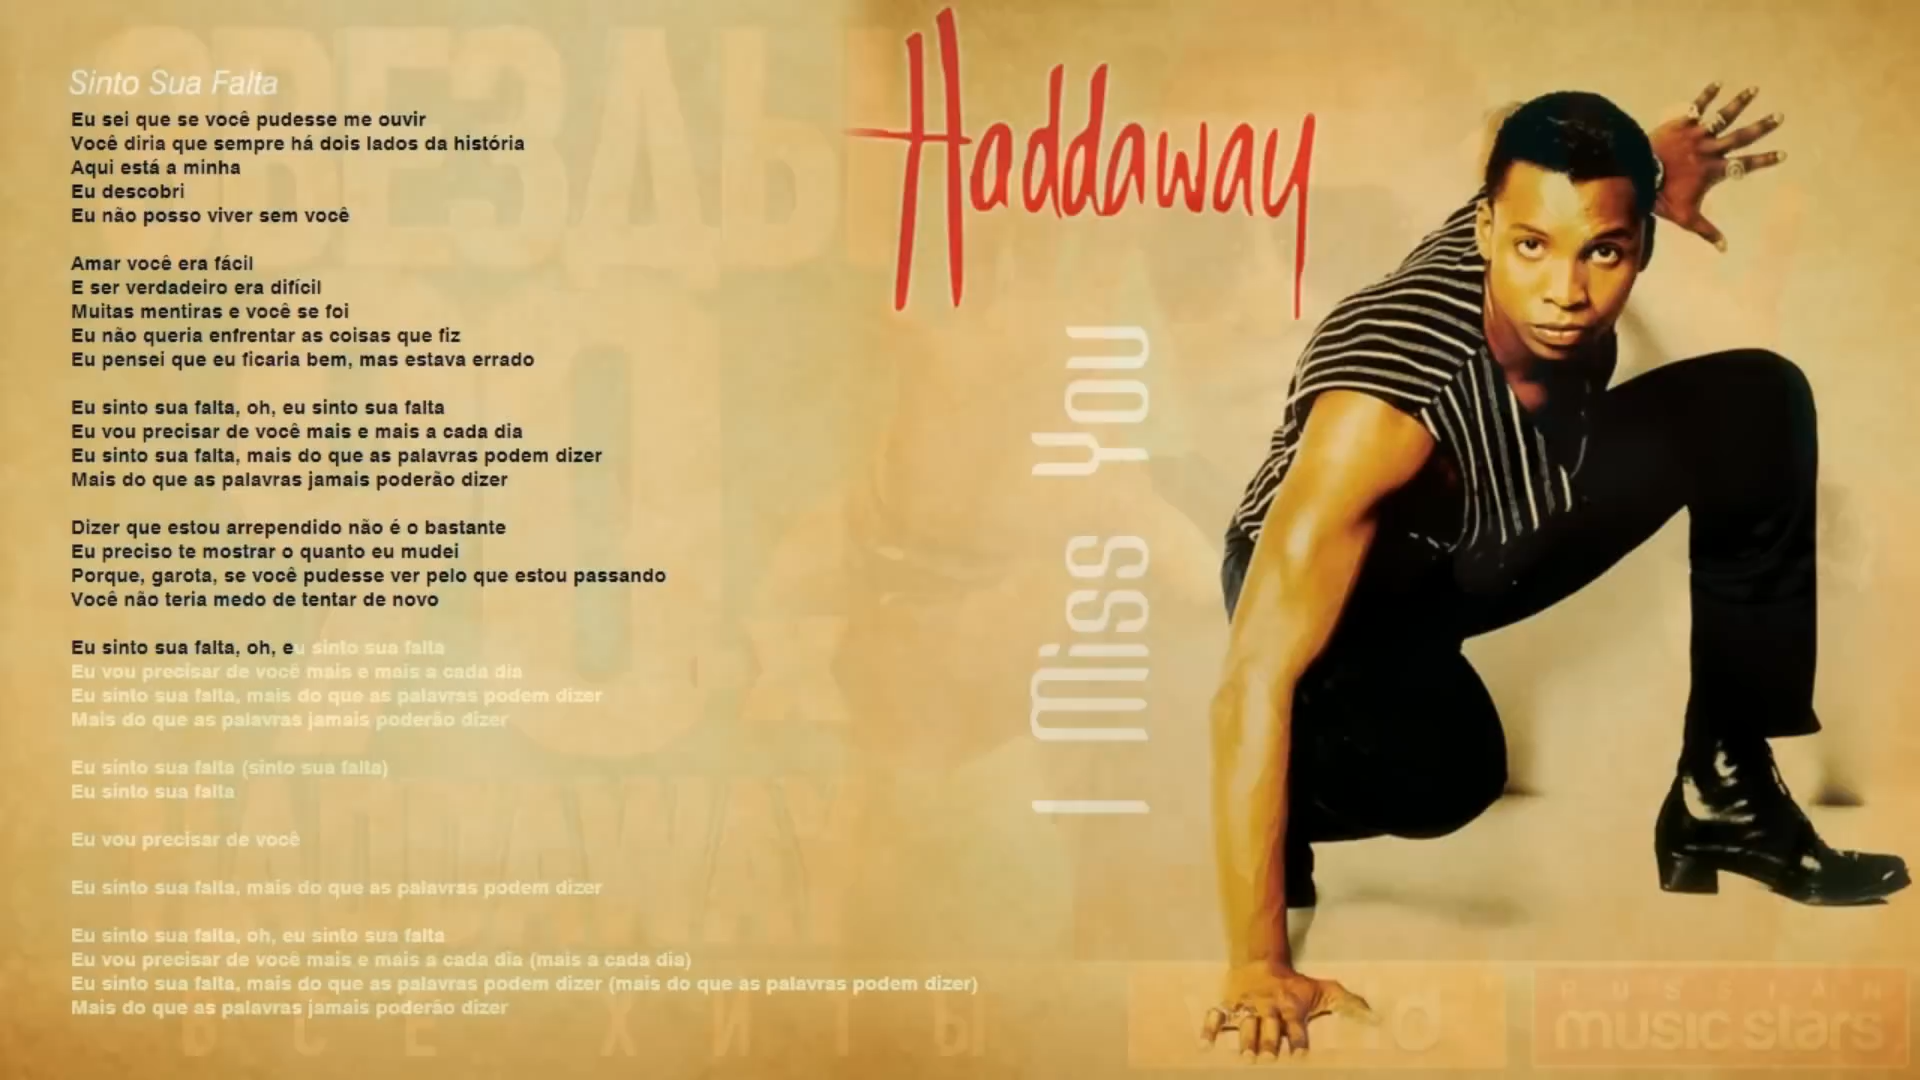 ЗВЕЗДЫ
Sinto Sua Falta
Eu sei que se você pudesse me ouvir
Você diria que sempre há dois lados da história
Aqui está a minha
Eu descobri
Eu não posso viver sem você
Amar você era fácil
E ser verdadeiro era difícil
Muitas mentiras e você se foi
Eu não queria enfrentar as coisas que fiz
Eu pensei que eu ficaria bem, mas estava errado
Eu sinto sua falta, oh, eu sinto sua falta
Eu vou precisar de você mais e mais a cada dia
Eu sinto sua falta, mais do que as palavras podem dizer
Mais do que as palavras jamais poderão dizer
Dizer que estou arrependido não é o bastante
Eu preciso te mostrar o quanto eu mudei
Porque, garota, se você pudesse ver pelo que estou passando
Você não teria medo de tentar de novo
Eu sinto sua falta, oh, eu sinto sua falta
Eu vou precisar de você mais e mais a cada dia
Eu sinto sua falta, mais do que as palavras podem dizer
Mais do que as palavras jamais poderão dizer
Eu sinto sua falta (sinto sua falta)
Eu sinto sua falta
Eu vou precisar de você
Eu sinto sua falta, mais do que as palavras podem dizer
Eu sinto sua falta, oh, eu sinto sua falta
Eu vou precisar de você mais e mais a cada dia (mais a cada dia)
Eu sinto sua falta, mais do que as palavras podem dizer (mais do que as palavras podem dizer)
Mais do que as palavras jamais poderão dizer
90х
HADDAWAY
ВСЕ ХИТЫ
Haddaway
I Miss You
RUSSIAN
music stars